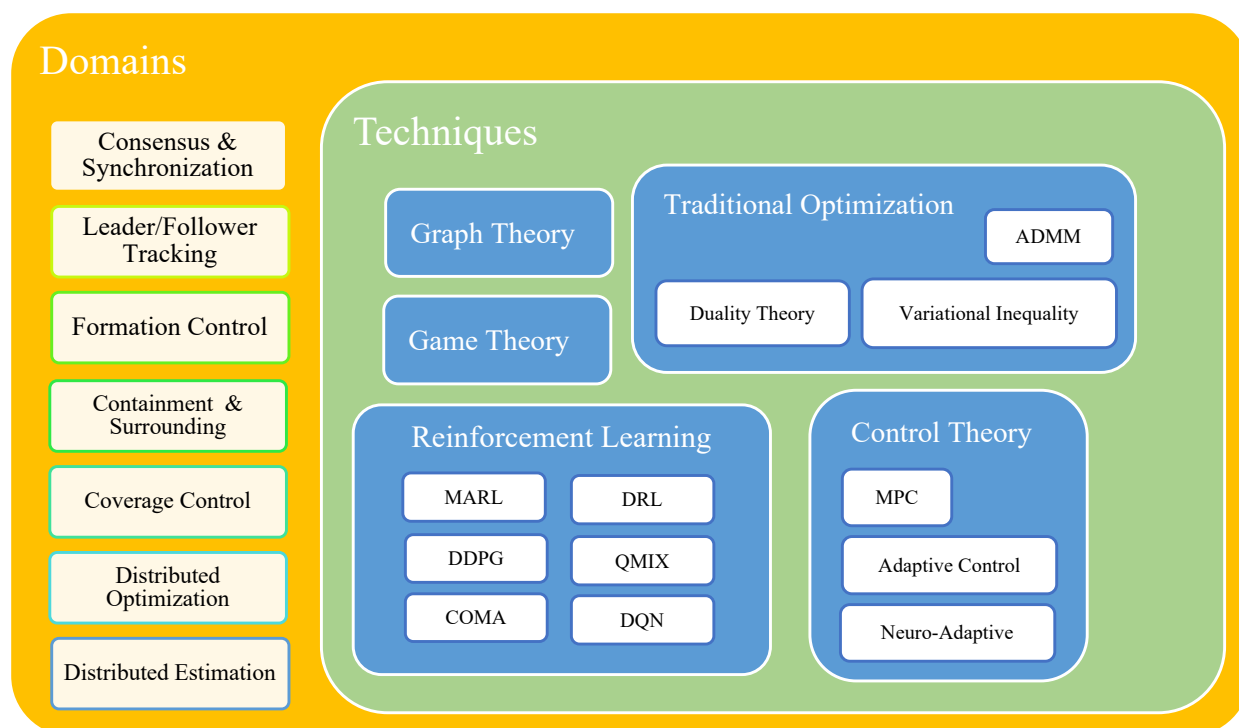 Domains
Consensus &
Synchronization
Leader/Follower
Tracking
Formation Control
Containment &
Surrounding
Coverage Control
Distributed
Optimization
Distributed Estimation
Techniques
Graph Theory
Game Theory
Traditional Optimization
ADMM
Duality Theory
Variational Inequality
Reinforcement Learning
MARL
DRL
DDPG
QMIX
COMA
DQN
Control Theory
MPC
Adaptive Control
Neuro-Adaptive